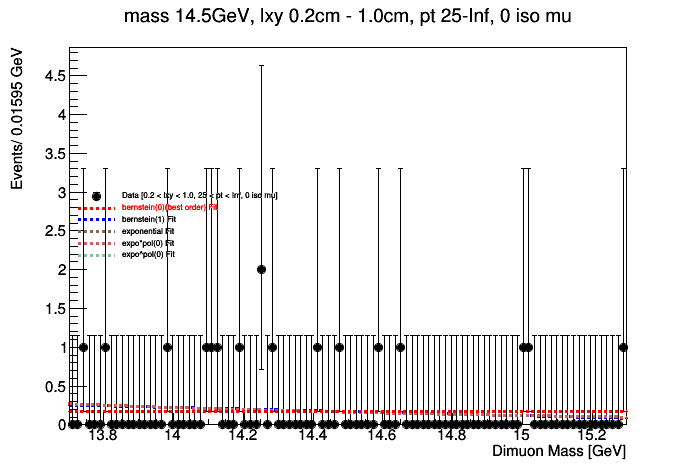 mass 14.5GeV, lxy 0.2cm - 1.0cm, pt 25-Inf, 0 iso mu
Events/ 0.01595 GeV
4.5
4
3.5
3
2.5
2
1.5
1
0.5
0
Data [0.2 < lxy < 1.0, 25 < pt < Inf, 0 iso mu]
bernstein(0)(best order) Fit
bernstein(1) Fit
exponential Fit
expo*pol(0) Fit
expo^pol(0) Fit
13.8 14 14.2 14.4 14.6 14.8 15 15.2
Dimuon Mass [GeV]